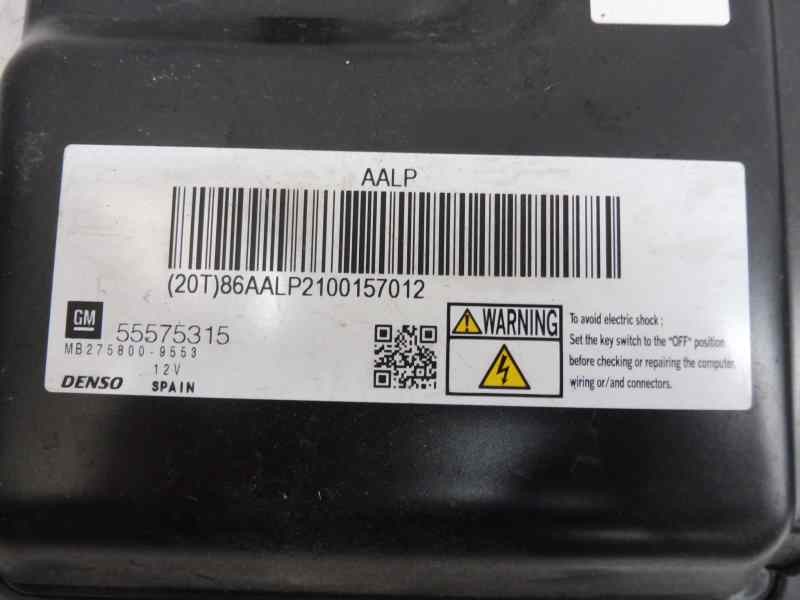 AALP
(20T)86AALP2100157012
GM 55575315
MB275800-9553
12V
DENSO SPAIN
WARNING
To avoid electric shock :
Set the key switch to the "OFF" position
before checking or repairing the computer,
wiring or/and connectors.